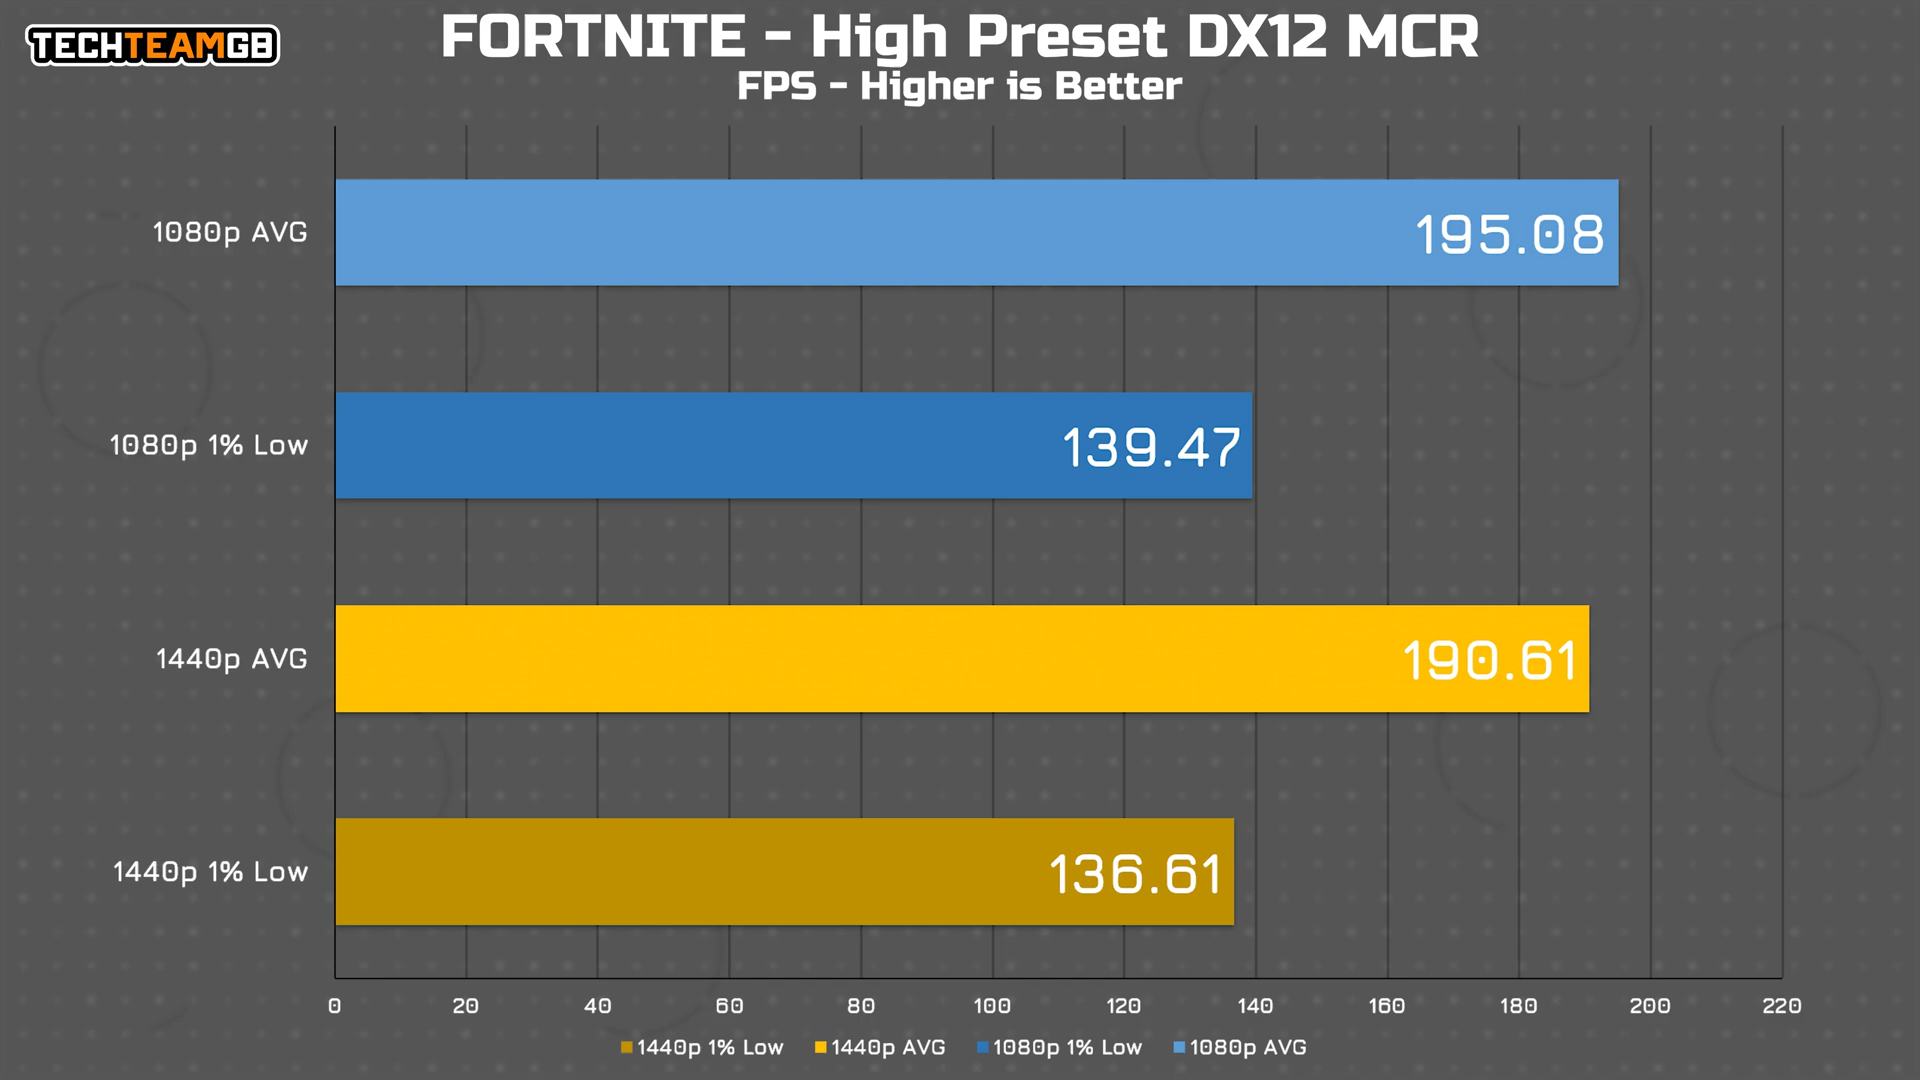 TECHTEAMGB
FORTNITE - High Preset DX12 MCR
FPS - Higher is Better
1080p AVG
195.08
1080p 1% Low
139.47
1440p AVG
190.61
1440p 1% Low
136.61
0 20 40 60 80 100 120 140 160 180 200 220
1440p 1% Low 1440p AVG 1080p 1% Low 1080p AVG